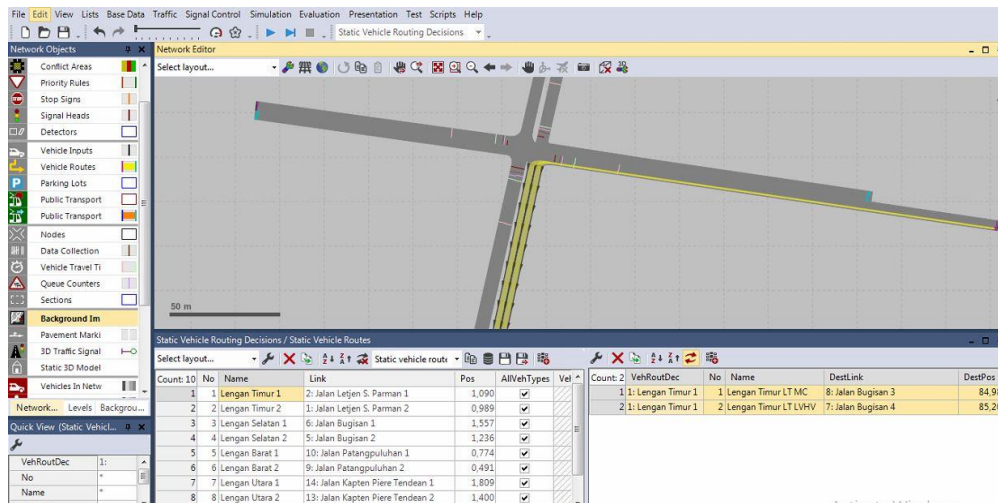 File Edit View Lists Base Data Traffic Signal Control Simulation Evaluation Presentation Test Scripts Help
Static Vehicle Routing Decisions
Network Objects
Network Editor
Select layout...
Conflict Areas
Priority Rules
Stop Signs
Signal Heads
Detectors
Vehicle Inputs
Vehicle Routes
Parking Lots
Public Transport
Public Transport
Nodes
Data Collection
Vehicle Travel Ti
Queue Counters
Sections
Background Im
Pavement Marki
3D Traffic Signal
Static 3D Model
Vehicles In Netw
Network... Levels Backgrou...
50 m
Quick View (Static Vehicl...
VehRoutDec 1:
No *
Name *
Static Vehicle Routing Decisions / Static Vehicle Routes
Select layout... Static vehicle route
Count: 10 No Name Link Pos AllVehTypes Vel
1 1 Lengan Timur 1 2: Jalan Letjen S. Parman 1 1,090
2 2 Lengan Timur 2 1: Jalan Letjen S. Parman 2 0,989
3 3 Lengan Selatan 1 6: Jalan Bugisan 1 1,557
4 4 Lengan Selatan 2 5: Jalan Bugisan 2 1,236
5 5 Lengan Barat 1 10: Jalan Patangpuluhan 1 0,774
6 6 Lengan Barat 2 9: Jalan Patangpuluhan 2 0,491
7 7 Lengan Utara 1 14: Jalan Kapten Piere Tendean 1 1,809
8 8 Lengan Utara 2 13: Jalan Kapten Piere Tendean 2 1,400
Count: 2 VehRoutDec No Name DestLink DestPos
1 1: Lengan Timur 1 1 Lengan Timur LT MC 8: Jalan Bugisan 3 84,9
2 1: Lengan Timur 1 2 Lengan Timur LT LVHV 7: Jalan Bugisan 4 85,2